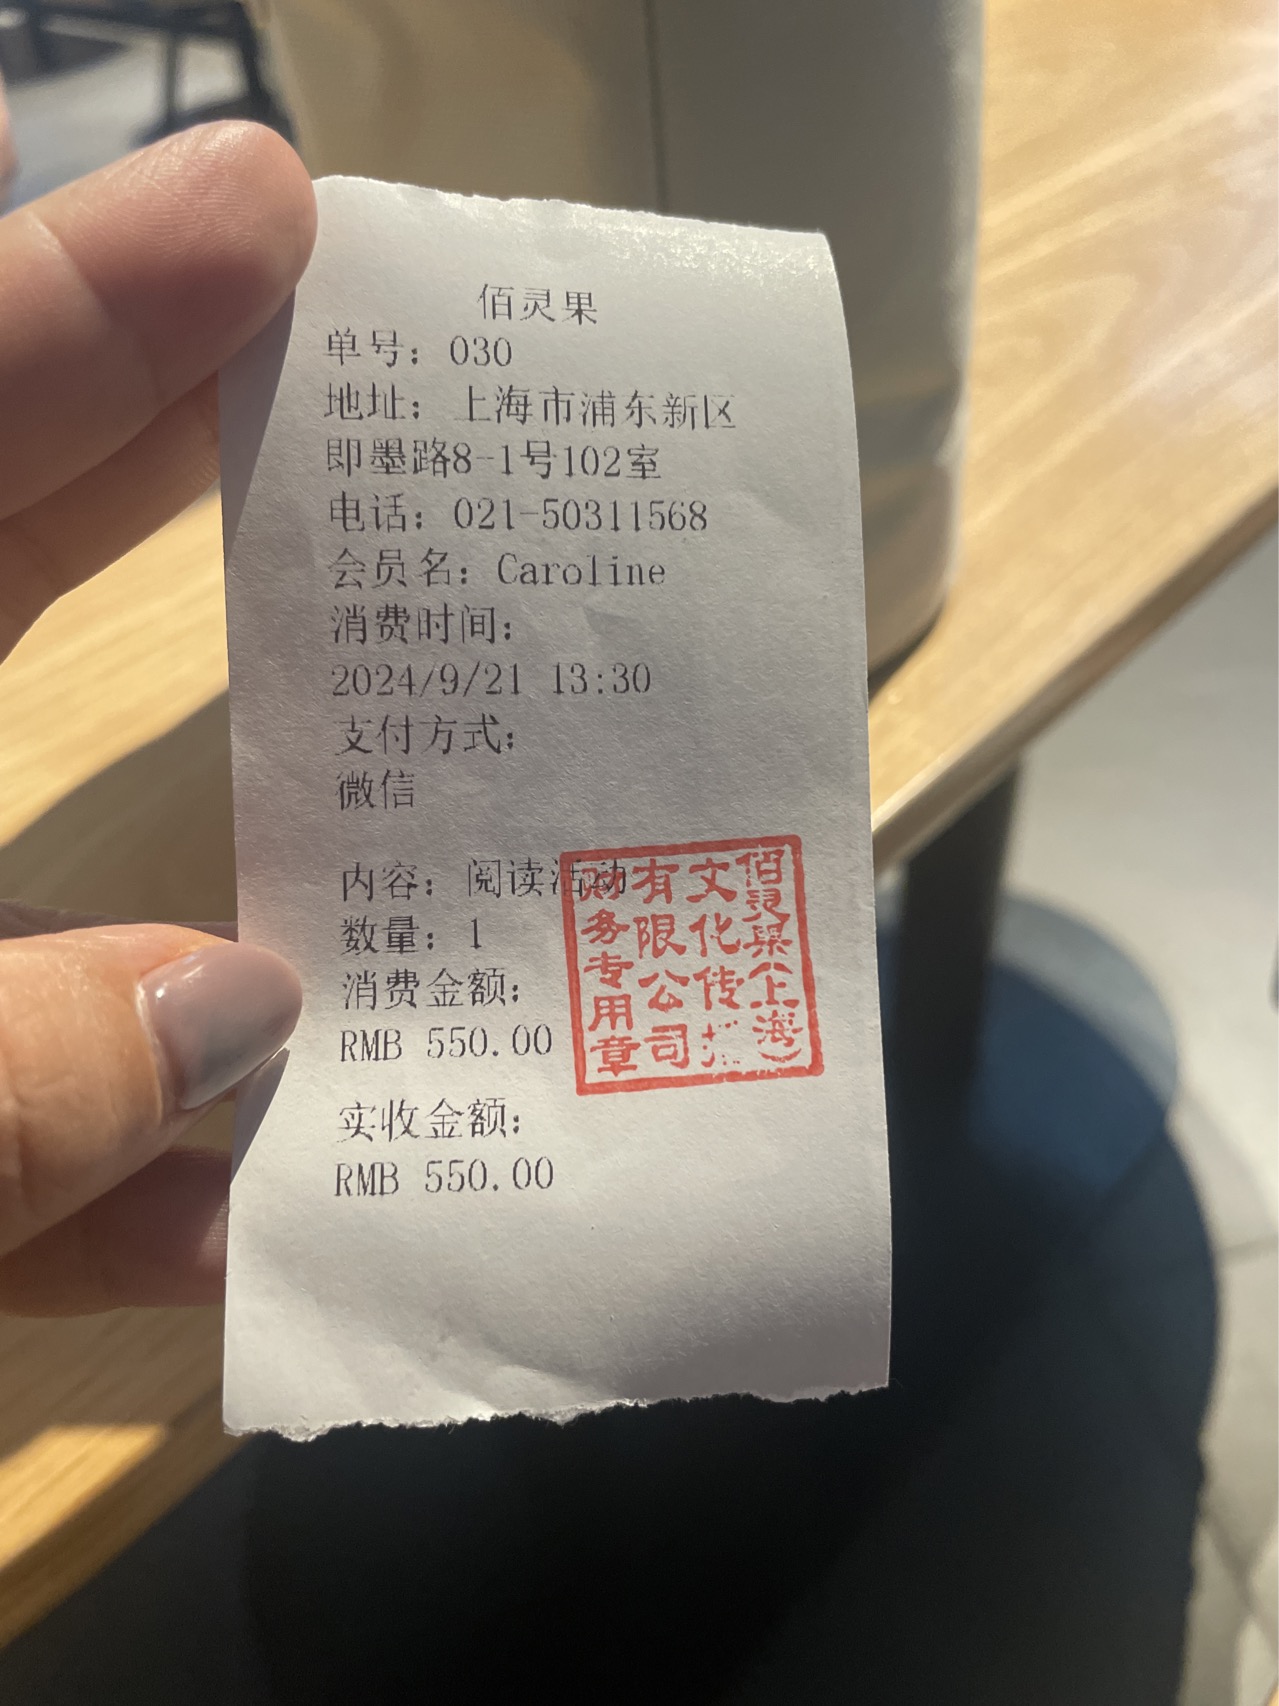 佰灵果
单号：030
地址：上海市浦东新区
即墨路8-1号102室
电话：021-50311568
会员名：Caroline
消费时间：
2024/9/21 13:30
支付方式：
微信
内容：阅读活动
数量：1
消费金额：
RMB 550.00
实收金额：
RMB 550.00
佰灵果（上海）
文化传
有限公司
财务专用章